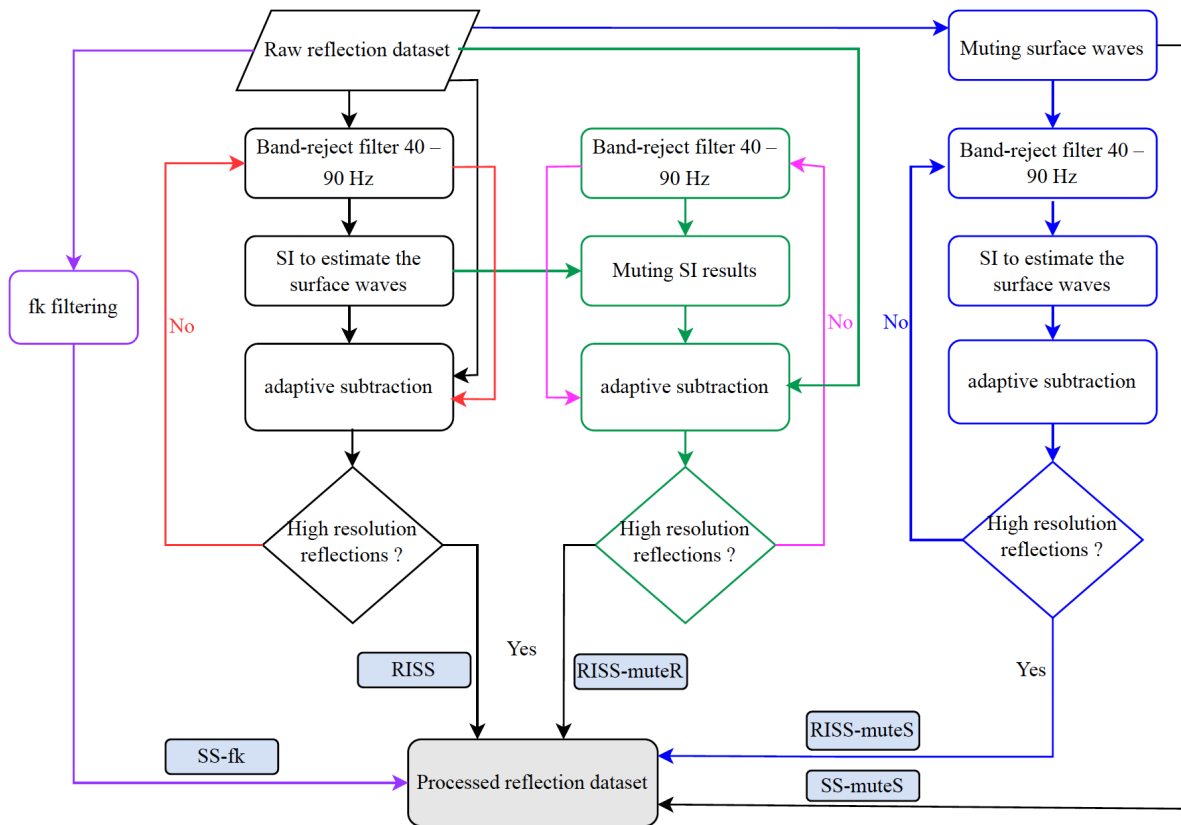 Raw reflection dataset
Muting surface waves
Band-reject filter 40 –
90 Hz
Band-reject filter 40 –
90 Hz
Band-reject filter 40 –
90 Hz
SI to estimate the
surface waves
Muting SI results
SI to estimate the
surface waves
fk filtering
No
No
No
adaptive subtraction
adaptive subtraction
adaptive subtraction
High resolution
reflections ?
High resolution
reflections ?
High resolution
reflections ?
Yes
Yes
RISS
RISS-muteR
RISS-muteS
SS-fk
Processed reflection dataset
SS-muteS